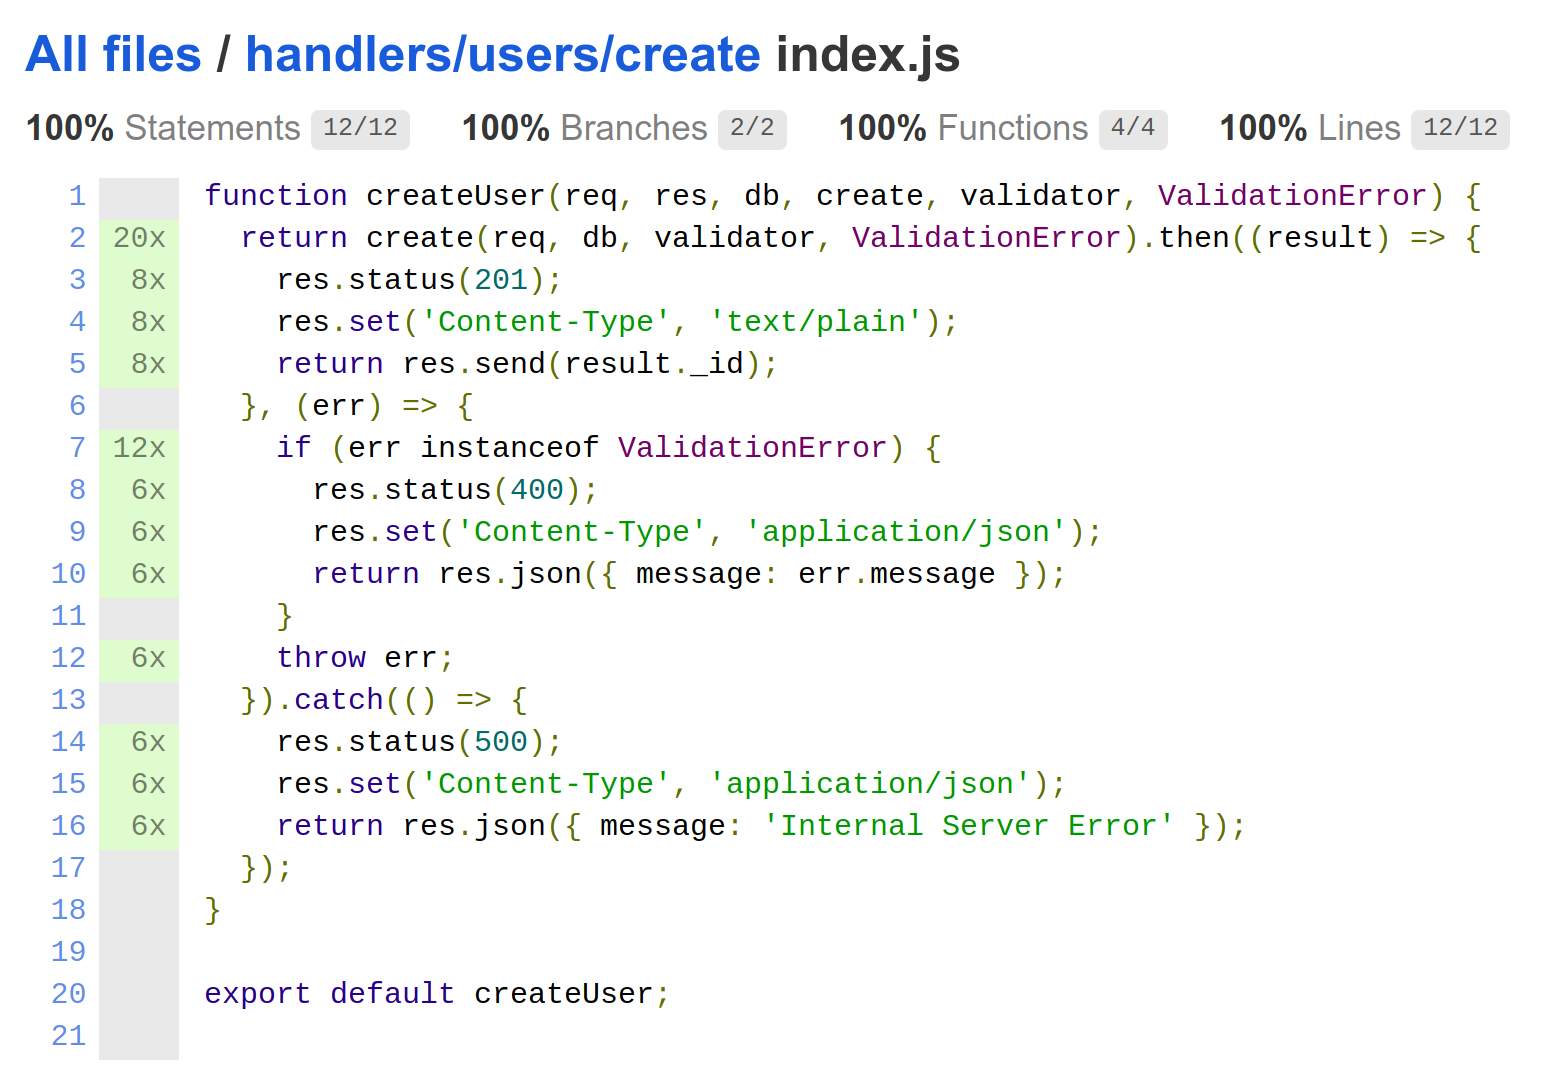 All files / handlers/users/create index.js
100% Statements 12/12 100% Branches 2/2 100% Functions 4/4 100% Lines 12/12
1 function createUser(req, res, db, create, validator, ValidationError) {
2 20x   return create(req, db, validator, ValidationError).then((result) => {
3 8x     res.status(201);
4 8x     res.set('Content-Type', 'text/plain');
5 8x     return res.send(result._id);
6   }, (err) => {
7 12x     if (err instanceof ValidationError) {
8 6x       res.status(400);
9 6x       res.set('Content-Type', 'application/json');
10 6x       return res.json({ message: err.message });
11     }
12 6x     throw err;
13   }).catch(() => {
14 6x     res.status(500);
15 6x     res.set('Content-Type', 'application/json');
16 6x     return res.json({ message: 'Internal Server Error' });
17   });
18 }
19
20 export default createUser;
21